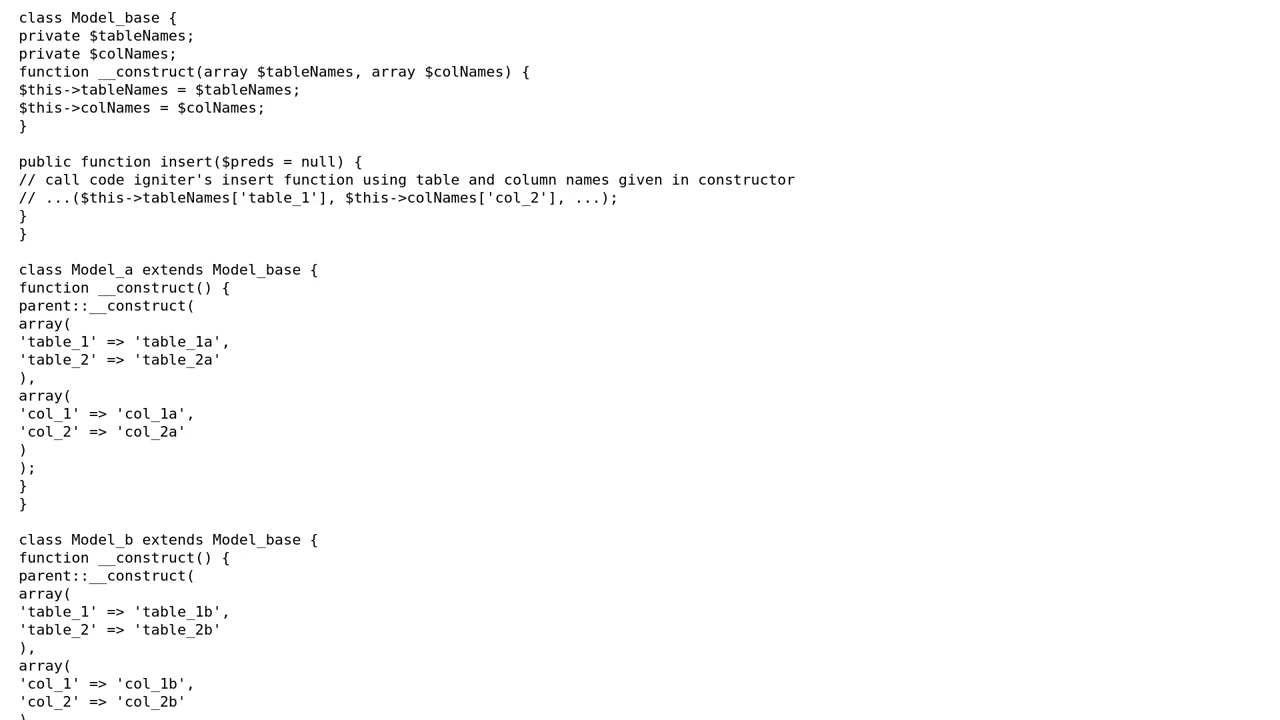 class Model_base {
private $tableNames;
private $colNames;
function __construct(array $tableNames, array $colNames) {
$this->tableNames = $tableNames;
$this->colNames = $colNames;
}

public function insert($preds = null) {
// call code igniter's insert function using table and column names given in constructor
// ...($this->tableNames['table_1'], $this->colNames['col_2'], ...);
}
}

class Model_a extends Model_base {
function __construct() {
parent::__construct(
array(
'table_1' => 'table_1a',
'table_2' => 'table_2a'
),
array(
'col_1' => 'col_1a',
'col_2' => 'col_2a'
)
);
}
}

class Model_b extends Model_base {
function __construct() {
parent::__construct(
array(
'table_1' => 'table_1b',
'table_2' => 'table_2b'
),
array(
'col_1' => 'col_1b',
'col_2' => 'col_2b'
)